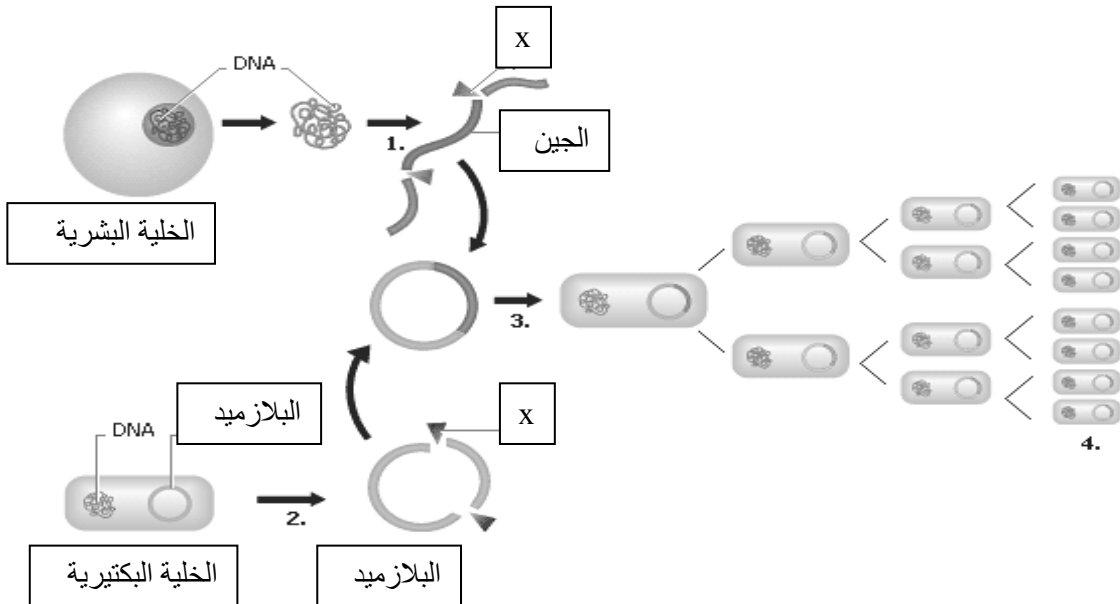 x
DNA
1.
الجين
الخلية البشرية
3.
البلازميد
x
DNA
4.
2.
الخلية البكتيرية
البلازميد